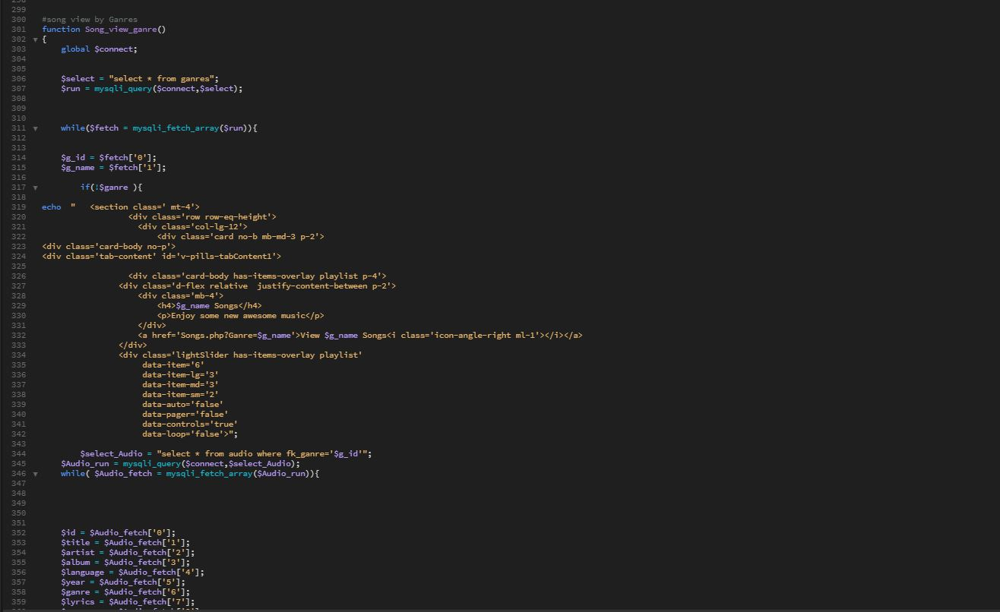 299
300 #song view by Ganres
301 function Song_view_ganre()
302 {
303 global $connect;
304
305
306 $select = "select * from ganres";
307 $run = mysqli_query($connect,$select);
308
309
310
311 while($fetch = mysqli_fetch_array($run)){
312
313
314 $g_id = $fetch['0'];
315 $g_name = $fetch['1'];
316
317 if(!$ganre ){
318
319 echo " <section class=' mt-4'>
320 <div class='row row-eq-height'>
321 <div class='col-lg-12'>
322 <div class='card no-b mb-md-3 p-2'>
323 <div class='card-body no-p'>
324 <div class='tab-content' id='v-pills-tabContent1'>
325
326 <div class='card-body has-items-overlay playlist p-4'>
327 <div class='d-flex relative  justify-content-between p-2'>
328 <div class='mb-4'>
329 <h4>$g_name Songs</h4>
330 <p>Enjoy some new awesome music</p>
331 </div>
332 <a href='Songs.php?Ganre=$g_name'>View $g_name Songs<i class='icon-angle-right ml-1'></i></a>
333 </div>
334 <div class='lightSlider has-items-overlay playlist'
335 data-item='6'
336 data-item-lg='3'
337 data-item-md='3'
338 data-item-sm='2'
339 data-auto='false'
340 data-pager='false'
341 data-controls='true'
342 data-loop='false'>";
343
344 $select_Audio = "select * from audio where fk_ganre='$g_id'";
345 $Audio_run = mysqli_query($connect,$select_Audio);
346 while( $Audio_fetch = mysqli_fetch_array($Audio_run)){
347
348
349
350
351
352 $id = $Audio_fetch['0'];
353 $title = $Audio_fetch['1'];
354 $artist = $Audio_fetch['2'];
355 $album = $Audio_fetch['3'];
356 $language = $Audio_fetch['4'];
357 $year = $Audio_fetch['5'];
358 $ganre = $Audio_fetch['6'];
359 $lyrics = $Audio_fetch['7'];